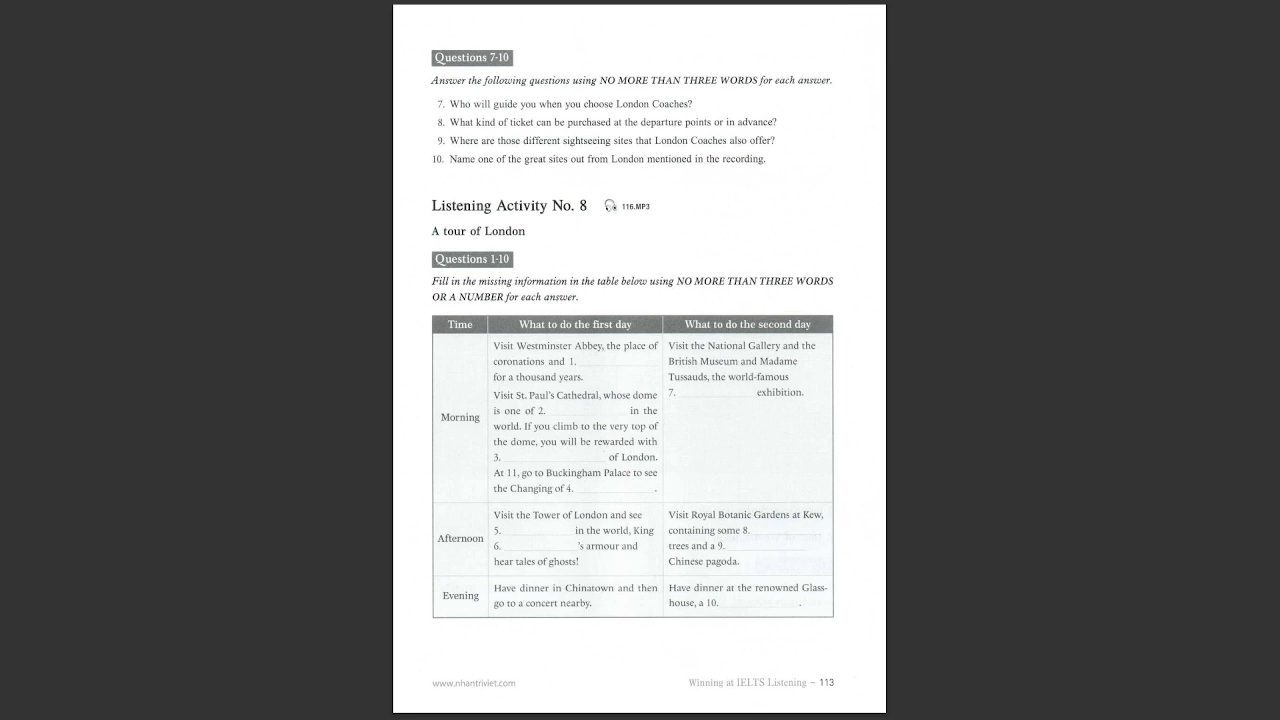 Questions 7-10
Answer the following questions using NO MORE THAN THREE WORDS for each answer.
7. Who will guide you when you choose London Coaches?
8. What kind of ticket can be purchased at the departure points or in advance?
9. Where are those different sightseeing sites that London Coaches also offer?
10. Name one of the great sites out from London mentioned in the recording.
Listening Activity No. 8 116.MP3
A tour of London
Questions 1-10
Fill in the missing information in the table below using NO MORE THAN THREE WORDS
OR A NUMBER for each answer.
Time What to do the first day What to do the second day
Morning
Visit Westminster Abbey, the place of
coronations and 1.
for a thousand years.
Visit St. Paul's Cathedral, whose dome
is one of 2. in the
world. If you climb to the very top of
the dome, you will be rewarded with
3. of London.
At 11, go to Buckingham Palace to see
the Changing of 4. .
Visit the National Gallery and the
British Museum and Madame
Tussauds, the world-famous
7. exhibition.
Afternoon
Visit the Tower of London and see
5. in the world, King
6. 's armour and
hear tales of ghosts!
Visit Royal Botanic Gardens at Kew,
containing some 8.
trees and a 9.
Chinese pagoda.
Evening
Have dinner in Chinatown and then
go to a concert nearby.
Have dinner at the renowned Glass-
house, a 10. .
www.nhantriviet.com
Winning at IELTS Listening – 113